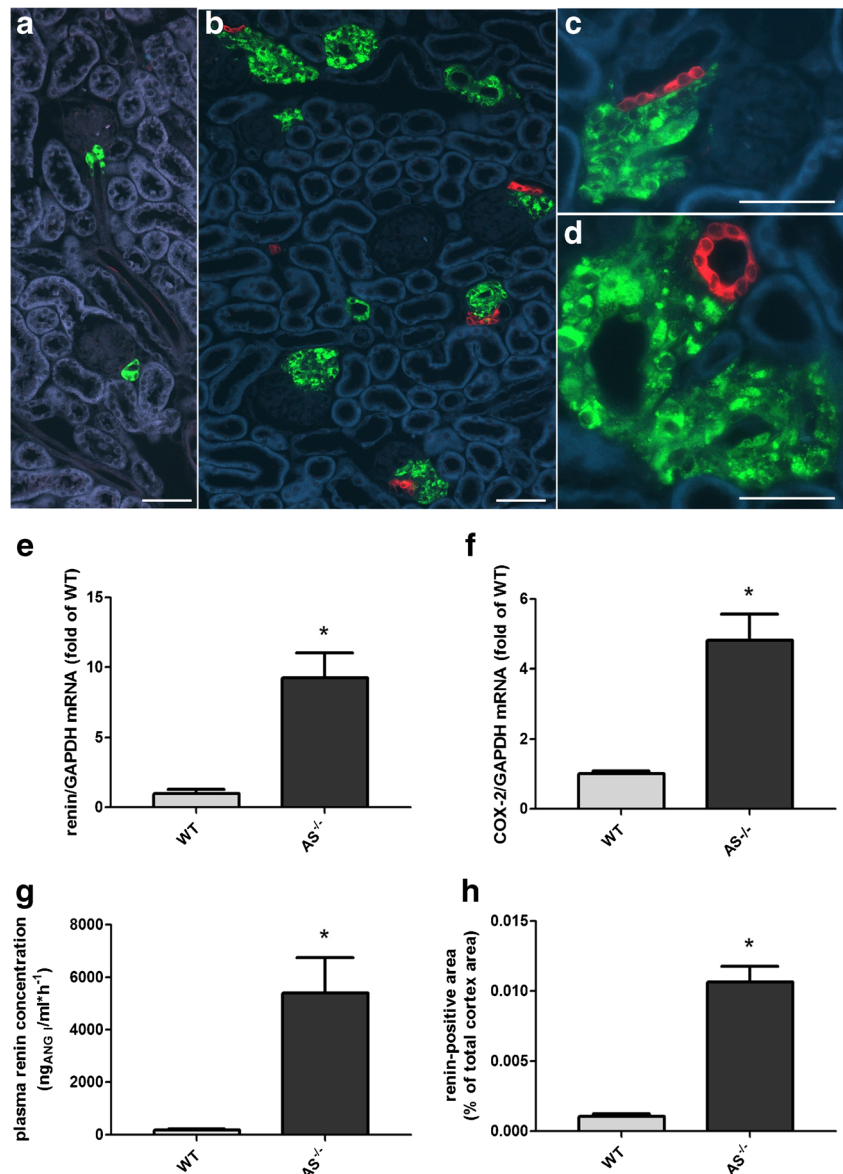 a
b
c
d
e
renin/GAPDH mRNA (fold of WT)
15
10
5
0
*
WT
AS-/-
f
COX-2/GAPDH mRNA (fold of WT)
6
4
2
0
*
WT
AS-/-
g
plasma renin concentration
(ngANG I/ml*h-1)
8000
6000
4000
2000
0
*
WT
AS-/-
h
renin-positive area
(% of total cortex area)
0.015
0.010
0.005
0.000
*
WT
AS-/-